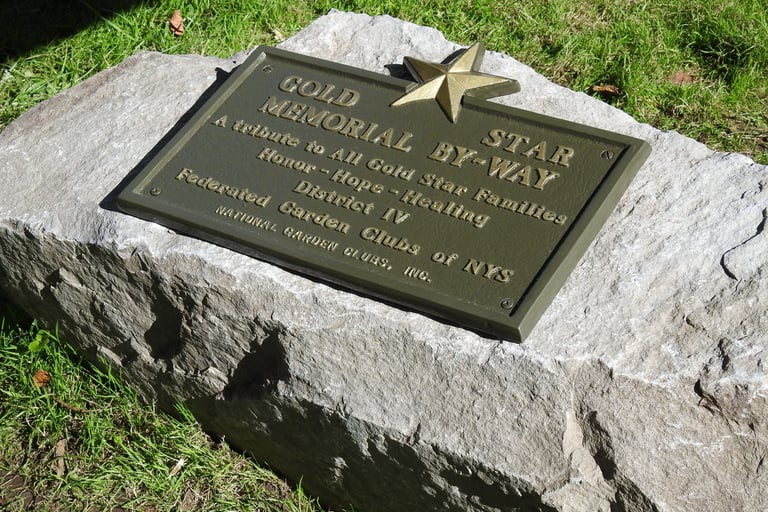 GOLD STAR
MEMORIAL BY-WAY
A tribute to All Gold Star Families
Honor - Hope - Healing
District IV
Federated Garden Clubs of NYS
NATIONAL GARDEN CLUBS, INC.